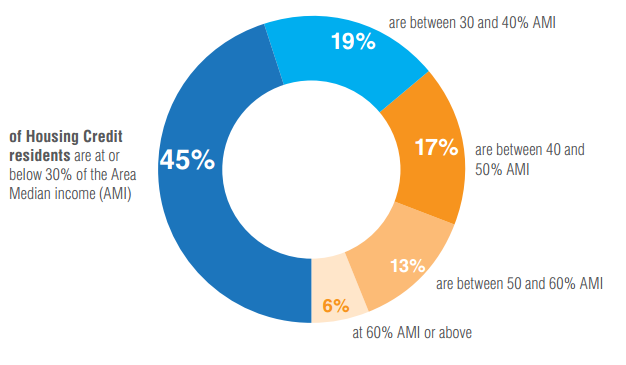 are between 30 and 40% AMI
19%
of Housing Credit
residents are at or
below 30% of the Area
Median income (AMI)
45%
17%
are between 40 and
50% AMI
13%
are between 50 and 60% AMI
6%
at 60% AMI or above